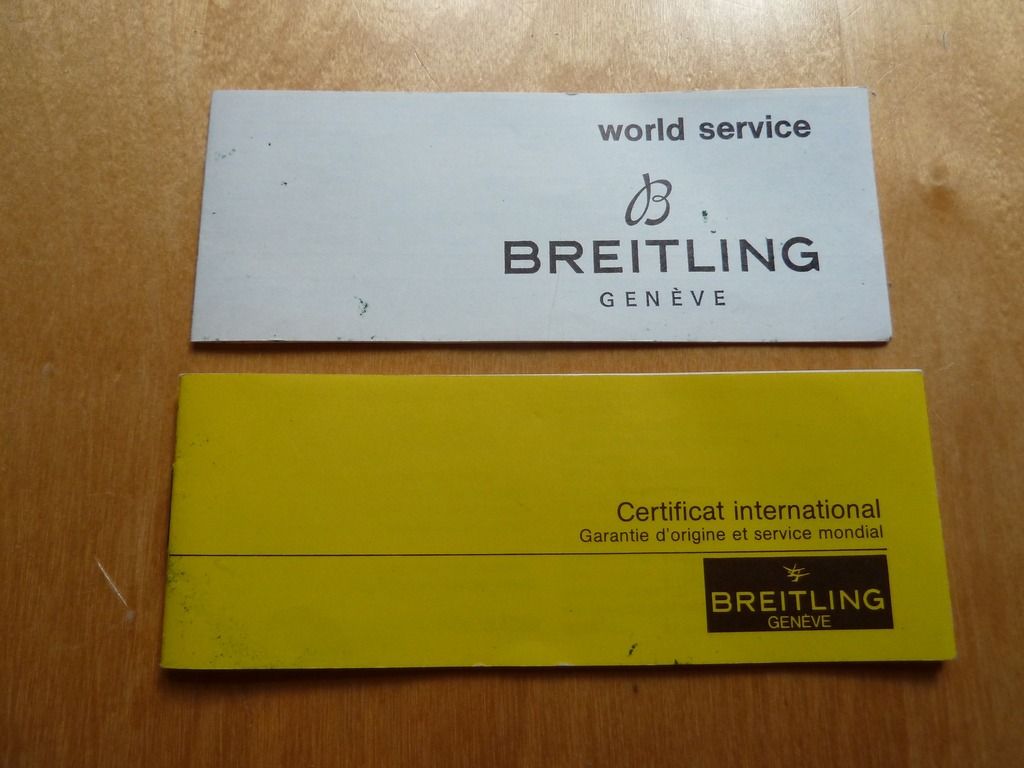 world service
B
BREITLING
GENÈVE
Certificat international
Garantie d'origine et service mondial
BREITLING
GENÈVE